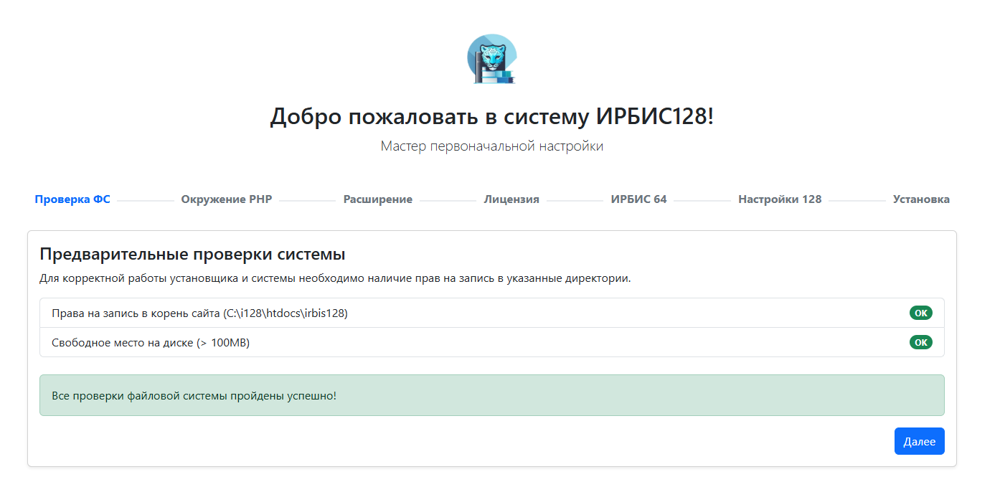 Добро пожаловать в систему ИРБИС128!
Мастер первоначальной настройки
Проверка ФС Окружение PHP Расширение Лицензия ИРБИС 64 Настройки 128 Установка
Предварительные проверки системы
Для корректной работы установщика и системы необходимо наличие прав на запись в указанные директории.
Права на запись в корень сайта (C:\i128\htdocs\irbis128) OK
Свободное место на диске (> 100MB) OK
Все проверки файловой системы пройдены успешно!
Далее